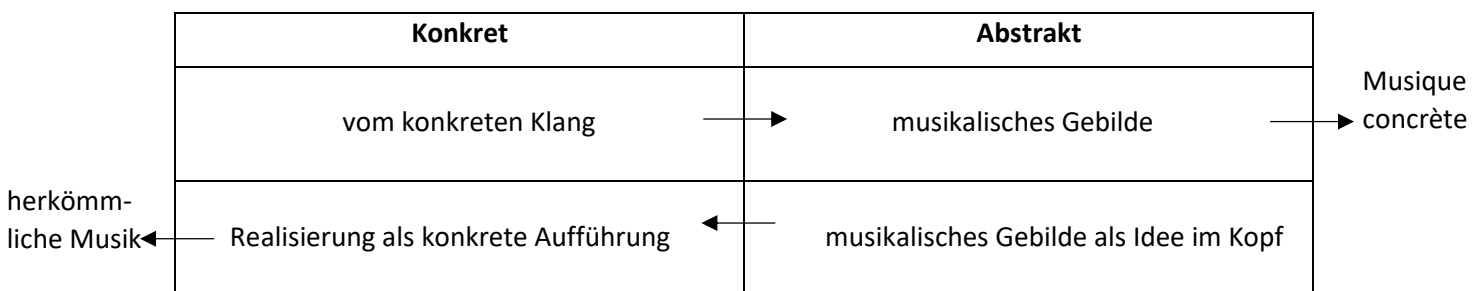 Konkret Abstrakt
vom konkreten Klang musikalisches Gebilde Musique
concrète
herkömm-
liche Musik Realisierung als konkrete Aufführung musikalisches Gebilde als Idee im Kopf